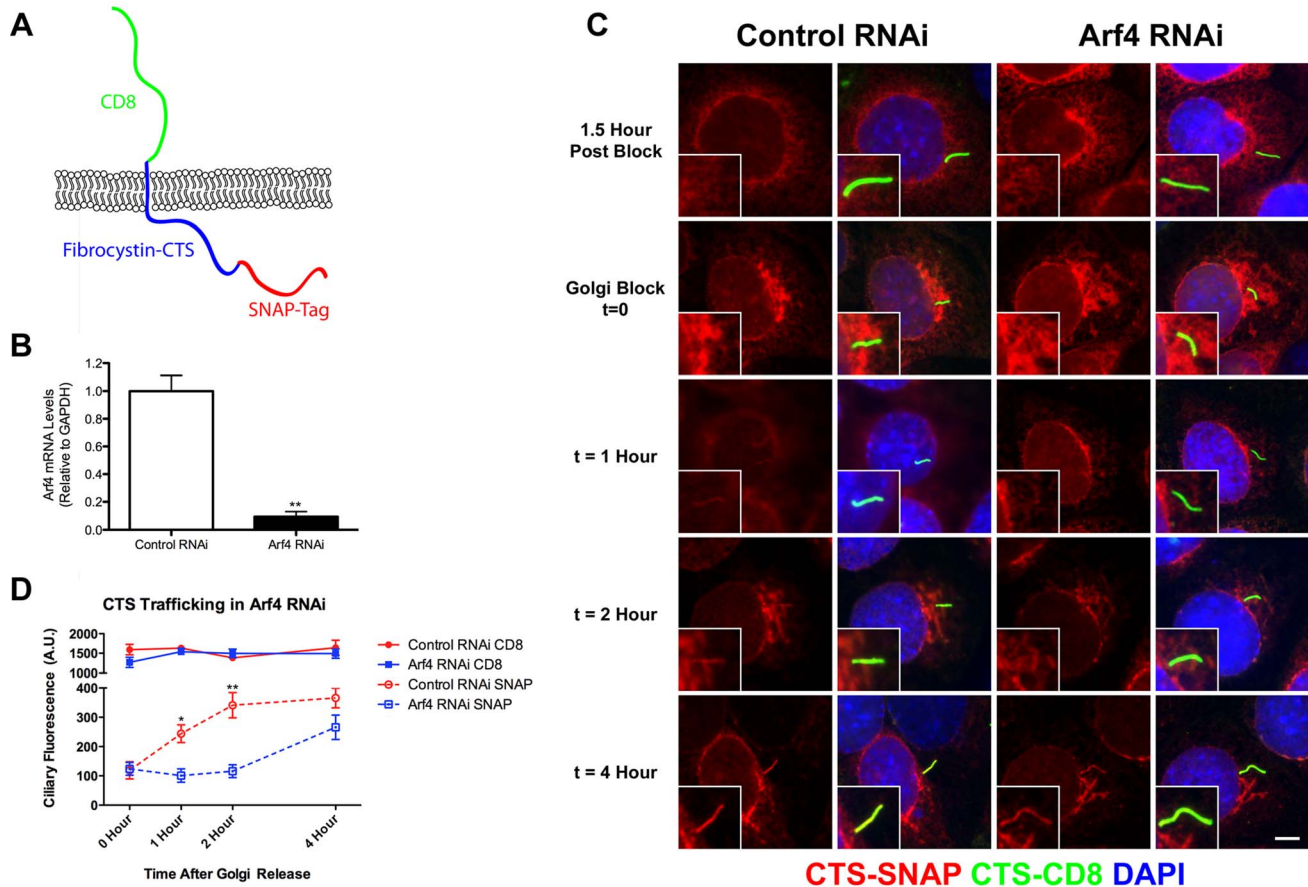 A
CD8
Fibrocystin-CTS
SNAP-Tag
B
Arf4 mRNA Levels
(Relative to GAPDH)
1.2
1.0
0.8
0.6
0.4
0.2
0.0
**
Control RNAi
Arf4 RNAi
D
CTS Trafficking in Arf4 RNAi
Ciliary Fluorescence (A.U.)
2000
1500
1000
400
300
200
100
0
*
**
0 Hour
1 Hour
2 Hour
4 Hour
Time After Golgi Release
Control RNAi CD8
Arf4 RNAi CD8
Control RNAi SNAP
Arf4 RNAi SNAP
C
Control RNAi
Arf4 RNAi
1.5 Hour
Post Block
Golgi Block
t=0
t = 1 Hour
t = 2 Hour
t = 4 Hour
CTS-SNAP CTS-CD8 DAPI